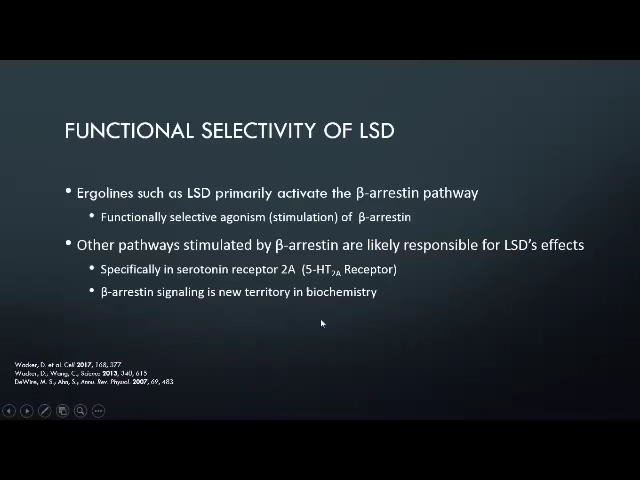 FUNCTIONAL SELECTIVITY OF LSD
• Ergolines such as LSD primarily activate the β-arrestin pathway
• Functionally selective agonism (stimulation) of β-arrestin
• Other pathways stimulated by β-arrestin are likely responsible for LSD's effects
• Specifically in serotonin receptor 2A (5-HT2A Receptor)
• β-arrestin signaling is new territory in biochemistry
Wacker, D. et al. Cell 2017, 168, 377
Wacker, D.; Wang, C., Science 2013, 340, 615
DeWire, M. S.; Ahn, S.; Annu. Rev. Physiol. 2007, 69, 483